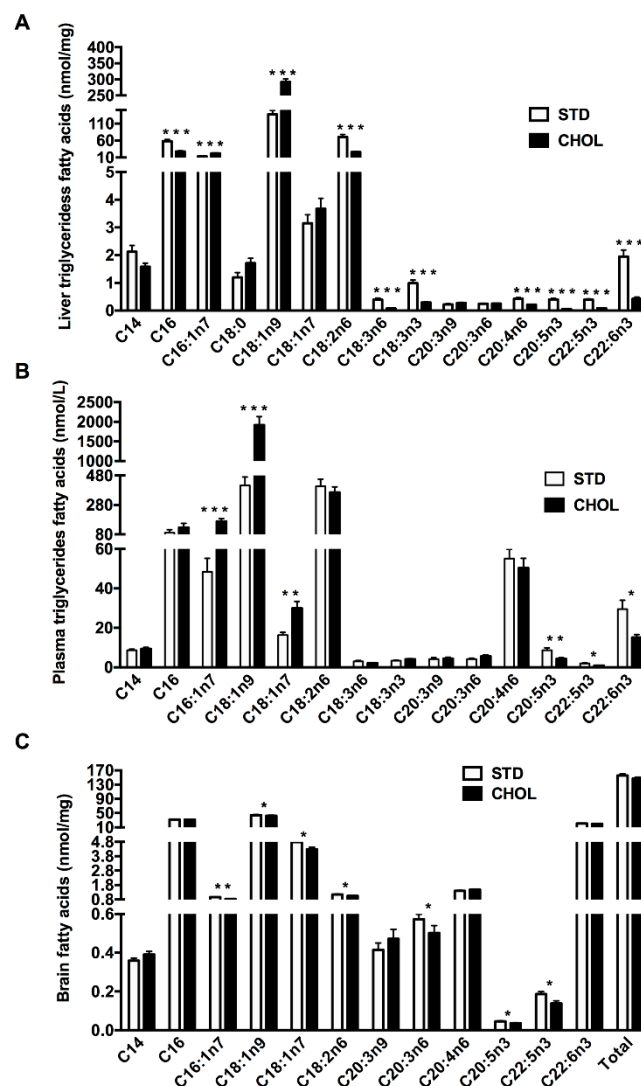 A
Liver triglyceridess fatty acids (nmol/mg)
400
350
300
250
110
60
10
5
4
3
2
1
0
* * *
* * *
* * *
* * *
* * *
* * *
* * *
* * *
* * *
* * *
STD
CHOL
C14
C16
C16:1n7
C18:0
C18:1n9
C18:1n7
C18:2n6
C18:3n6
C18:3n3
C20:3n9
C20:3n6
C20:4n6
C20:5n3
C22:5n3
C22:6n3
B
Plasma triglycerides fatty acids (nmol/L)
2500
2000
1500
1000
480
280
80
60
40
20
0
* * *
* * *
* *
* *
*
*
STD
CHOL
C14
C16
C16:1n7
C18:1n9
C18:1n7
C18:2n6
C18:3n6
C18:3n3
C20:3n9
C20:3n6
C20:4n6
C20:5n3
C22:5n3
C22:6n3
C
Brain fatty acids (nmol/mg)
170
130
90
50
10
4.8
3.8
2.8
1.8
0.8
0.6
0.4
0.2
0.0
* *
*
*
*
*
*
*
STD
CHOL
C14
C16
C16:1n7
C18:1n9
C18:1n7
C18:2n6
C20:3n9
C20:3n6
C20:4n6
C20:5n3
C22:5n3
C22:6n3
Total